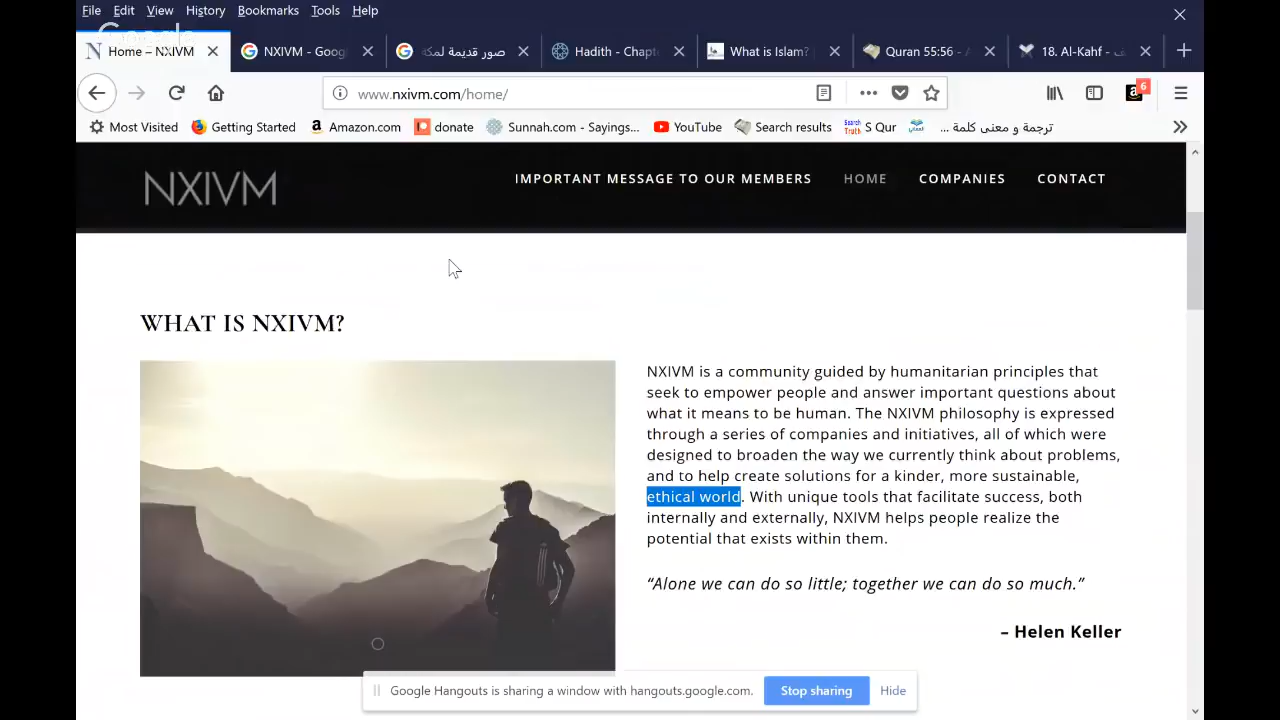 File Edit View History Bookmarks Tools Help
Google
Home – NXIVM
NXIVM - Goog
صور قديمة لمكة
Hadith - Chapt
What is Islam?
Quran 55:56 - A
18. Al-Kahf -
www.nxivm.com/home/
6
Most Visited Getting Started Amazon.com donate Sunnah.com - Sayings... YouTube Search results S Qur ترجمة و معنى كلمة ...
NXIVM
IMPORTANT MESSAGE TO OUR MEMBERS HOME COMPANIES CONTACT
WHAT IS NXIVM?
NXIVM is a community guided by humanitarian principles that
seek to empower people and answer important questions about
what it means to be human. The NXIVM philosophy is expressed
through a series of companies and initiatives, all of which were
designed to broaden the way we currently think about problems,
and to help create solutions for a kinder, more sustainable,
ethical world. With unique tools that facilitate success, both
internally and externally, NXIVM helps people realize the
potential that exists within them.
“Alone we can do so little; together we can do so much.”
– Helen Keller
Google Hangouts is sharing a window with hangouts.google.com. Stop sharing Hide